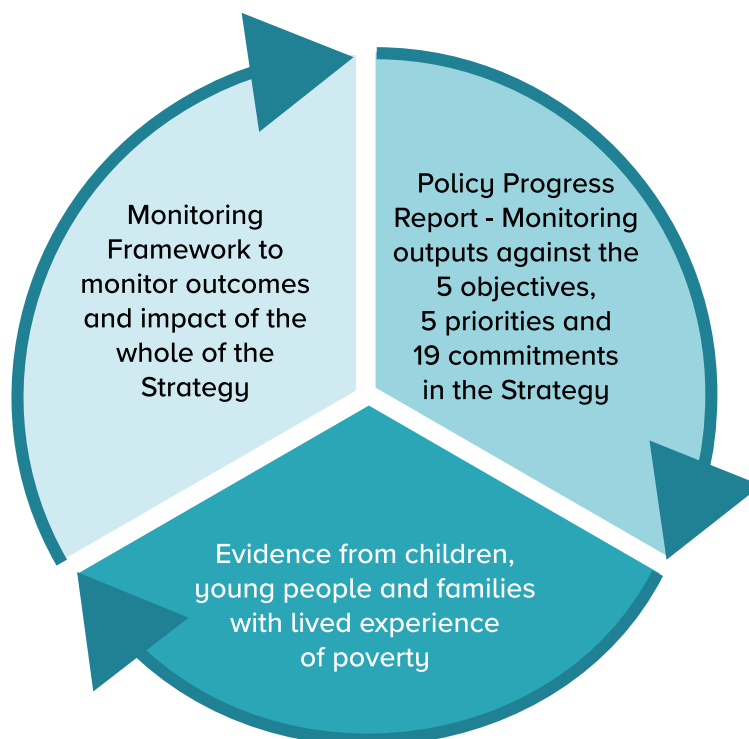 Monitoring
Framework to
monitor outcomes
and impact of the
whole of the
Strategy
Policy Progress
Report - Monitoring
outputs against the
5 objectives,
5 priorities and
19 commitments
in the Strategy
Evidence from children,
young people and families
with lived experience
of poverty